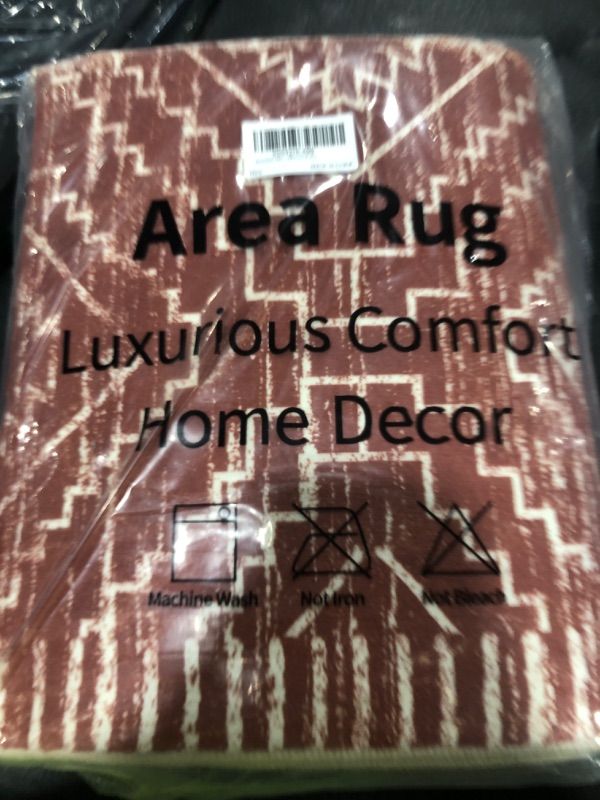 Area Rug
Luxurious Comfort
Home Decor
Machine Wash
Not Iron
Not Bleach